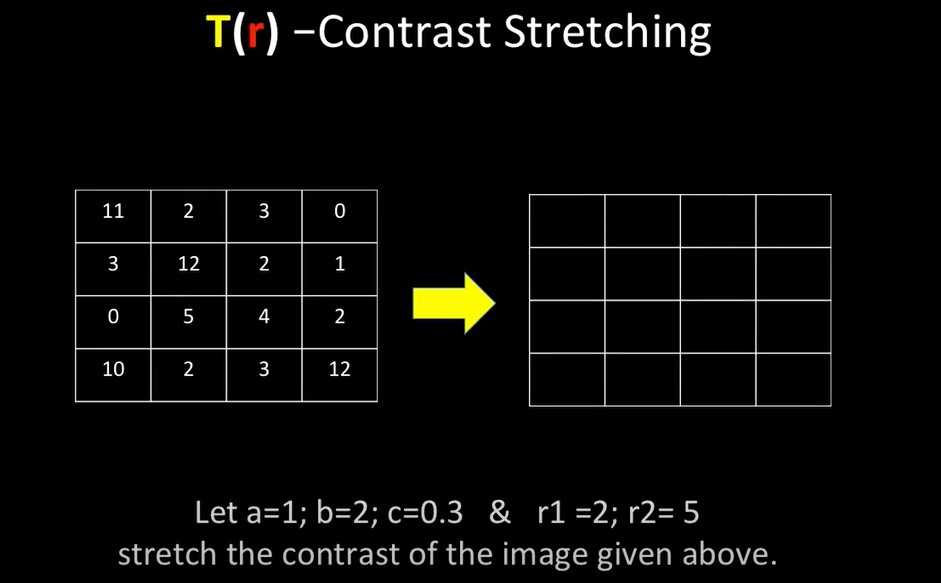 T(r) −Contrast Stretching
11 2 3 0
3 12 2 1
0 5 4 2
10 2 3 12
Let a=1; b=2; c=0.3 & r1 =2; r2= 5
stretch the contrast of the image given above.